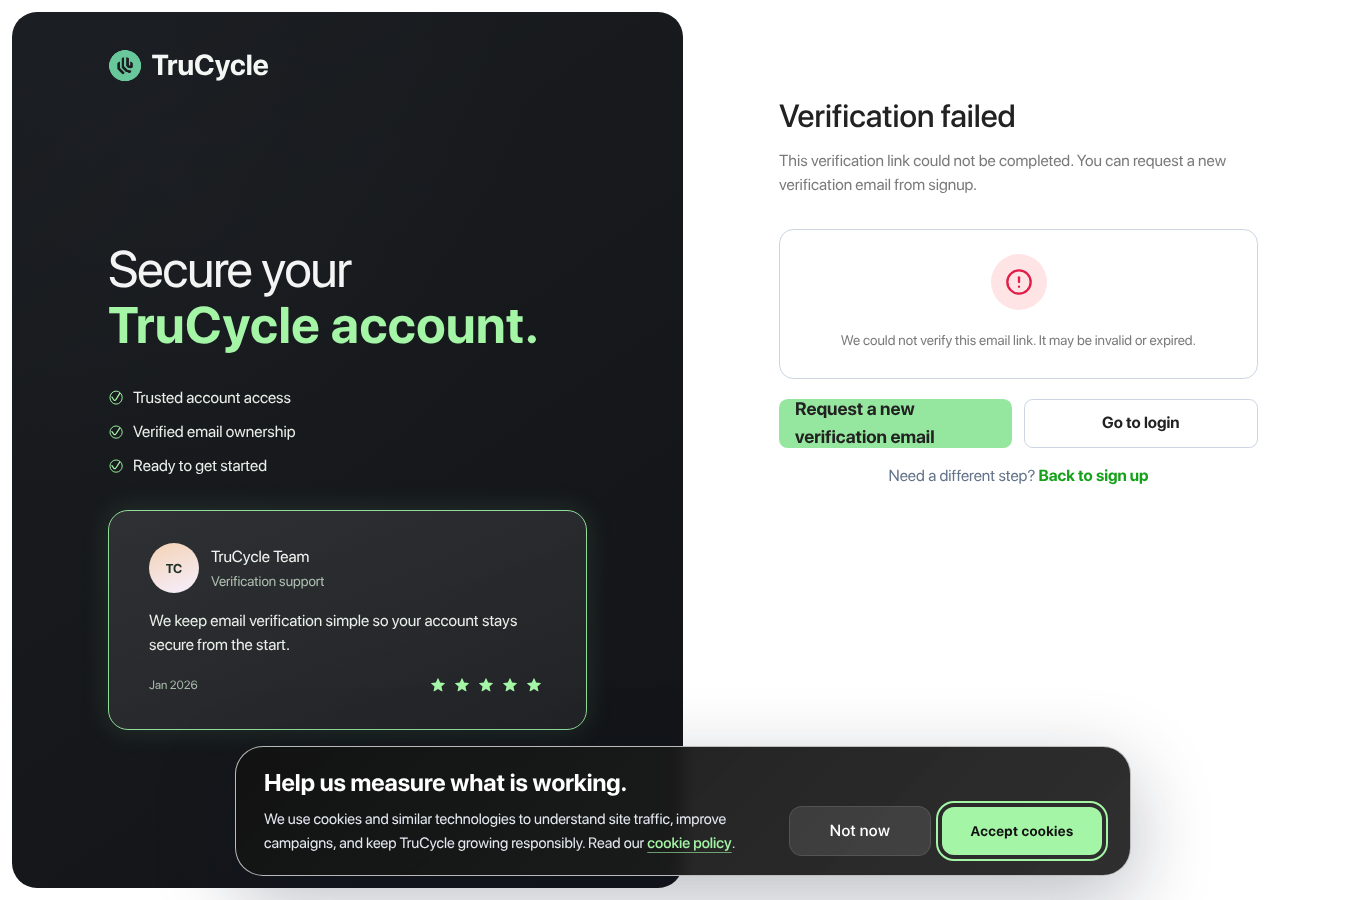 TruCycle
Secure your
TruCycle account.
Trusted account access
Verified email ownership
Ready to get started
TC
TruCycle Team
Verification support
We keep email verification simple so your account stays
secure from the start.
Jan 2026
Verification failed
This verification link could not be completed. You can request a new
verification email from signup.
We could not verify this email link. It may be invalid or expired.
Request a new
verification email
Go to login
Need a different step? Back to sign up
Help us measure what is working.
We use cookies and similar technologies to understand site traffic, improve
campaigns, and keep TruCycle growing responsibly. Read our cookie policy.
Not now
Accept cookies